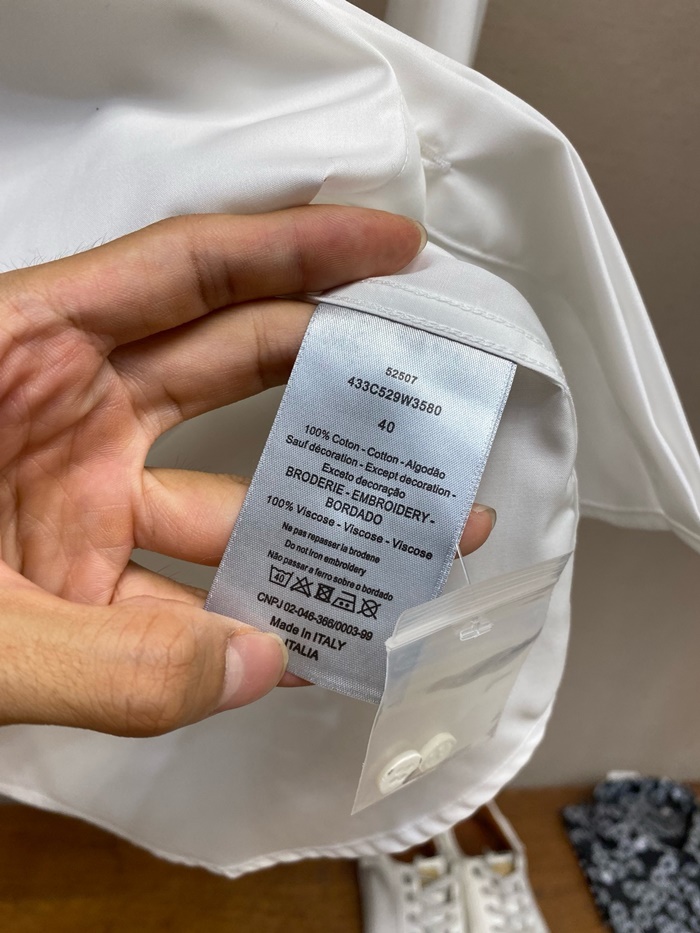 52507
433C529W3580
40
100% Coton - Cotton - Algodão
Sauf décoration - Except decoration -
Exceto decoração
BRODERIE - EMBROIDERY -
BORDADO
100% Viscose - Viscose - Viscose
Ne pas repasser la broderie
Do not iron embroidery
Não passar a ferro sobre o bordado
40
CNPJ 02-046-366/0003-99
Made in ITALY
ITALIA